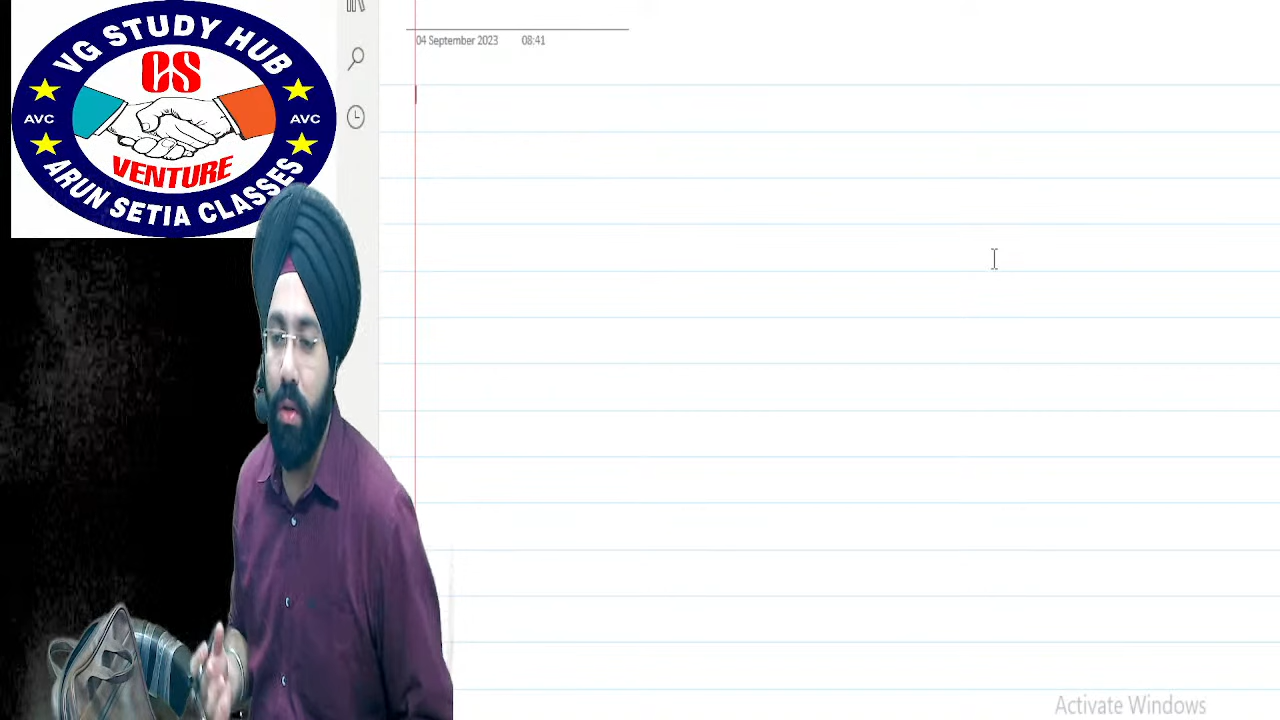 VG STUDY HUB
CS
AVC
AVC
VENTURE
ARUN SETIA CLASSES
04 September 2023 08:41
Activate Windows